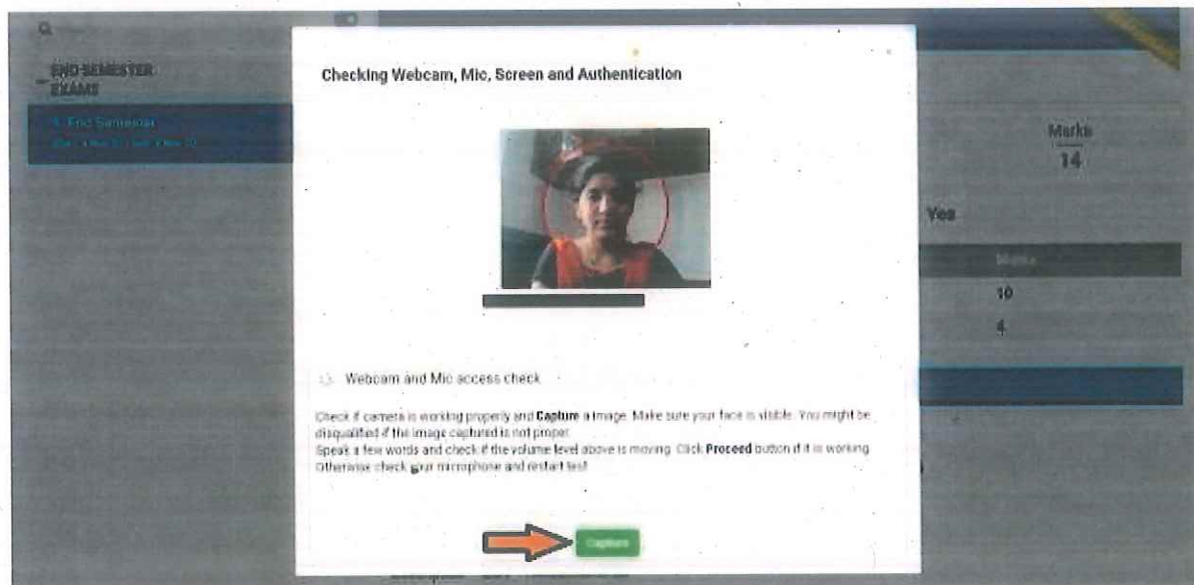 END SEMESTER
EXAMS
End Semester
Checking Webcam, Mic, Screen and Authentication
Webcam and Mic access check
Check if camera is working properly and Capture a image. Make sure your face is visible. You might be
disqualified if the image captured is not proper.
Speak a few words and check if the volume level above is moving. Click Proceed button if it is working.
Otherwise check your microphone and restart test
Capture
Marks
14
Yes
Marks
10
4